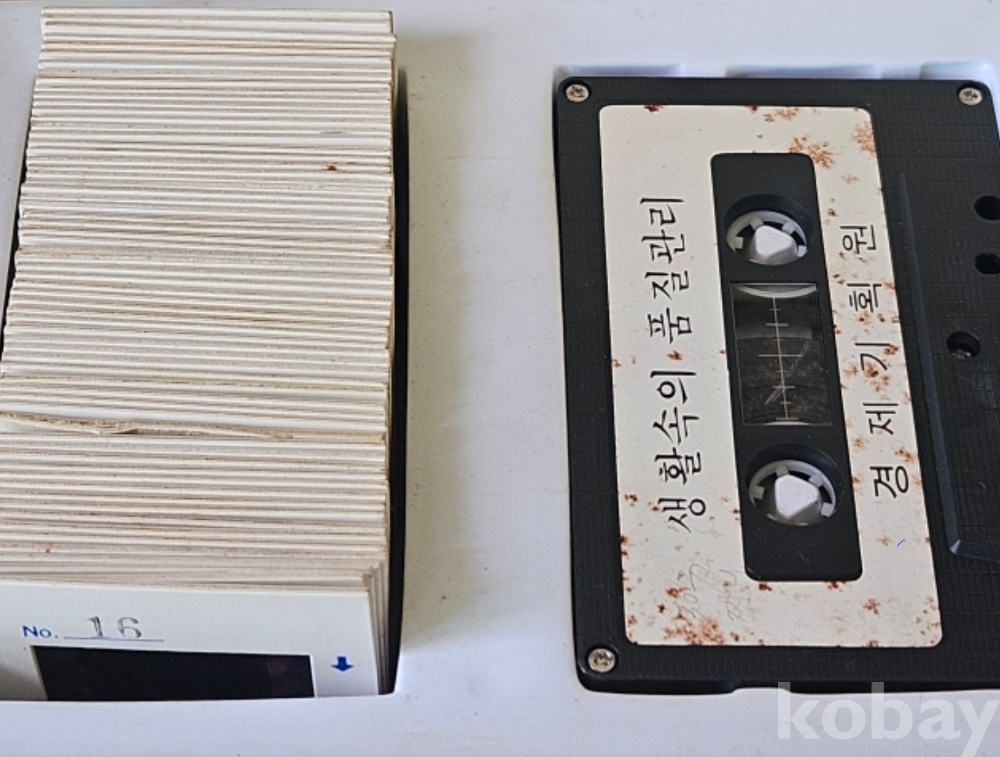 No. 16
생활속의 품질관리
경제기획원
kobay